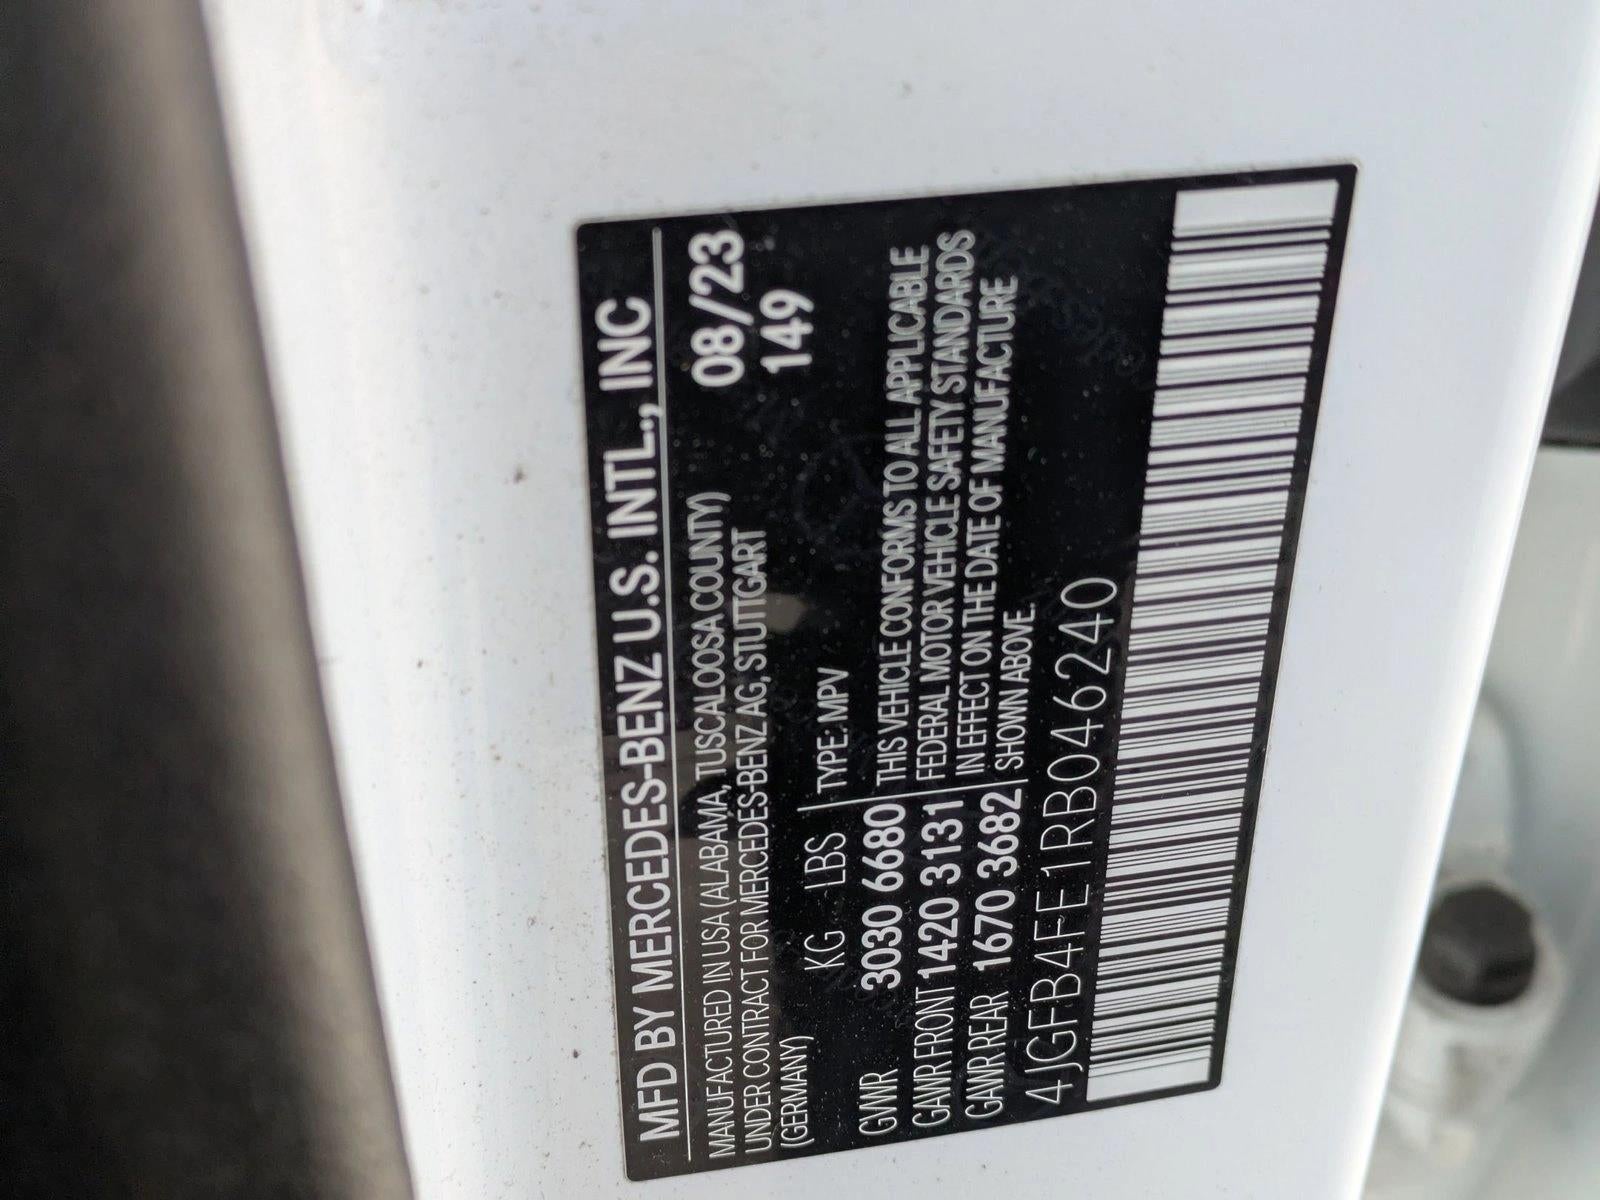 MFD BY MERCEDES-BENZ U.S. INTL., INC
MANUFACTURED IN USA (ALABAMA, TUSCALOOSA COUNTY) 08/23
UNDER CONTRACT FOR MERCEDES-BENZ AG, STUTTGART 149
(GERMANY)
KG LBS TYPE: MPV
GVWR 3030 6680 THIS VEHICLE CONFORMS TO ALL APPLICABLE
GAWR FRONT 1420 3131 FEDERAL MOTOR VEHICLE SAFETY STANDARDS
GAWR REAR 1670 3682 IN EFFECT ON THE DATE OF MANUFACTURE
SHOWN ABOVE.
4JGFB4FE1RB046240